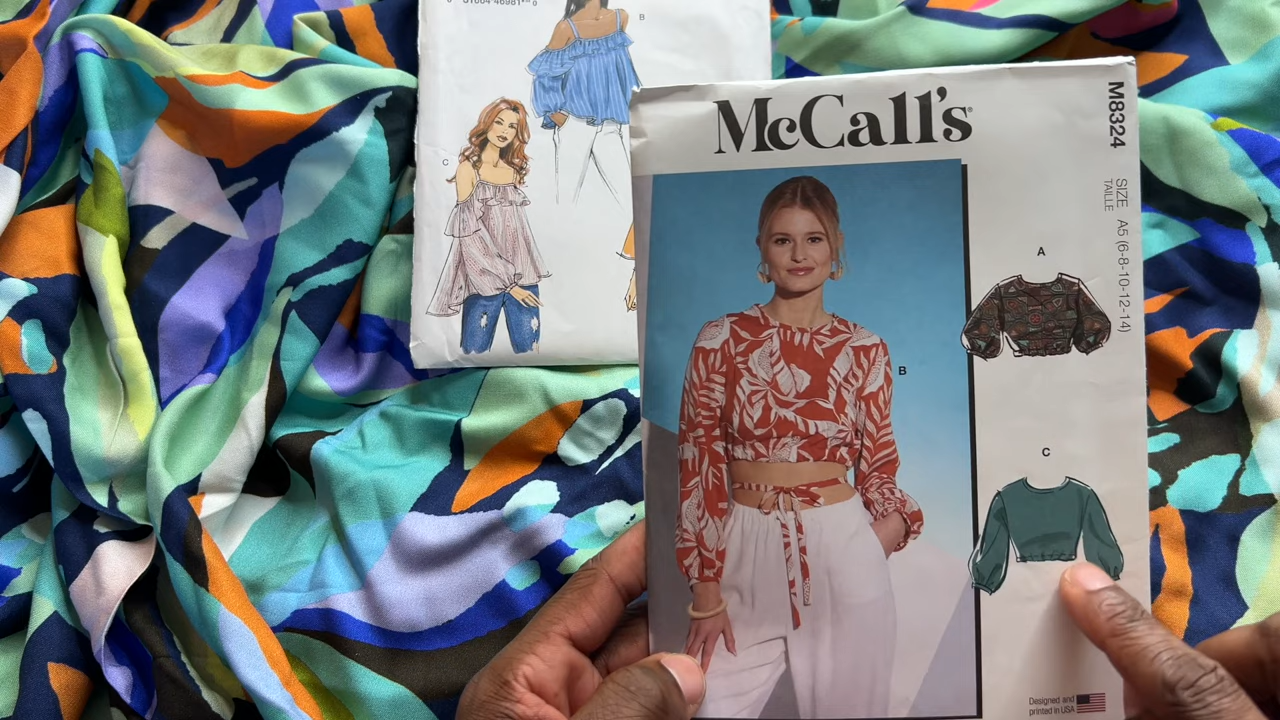 B
C
McCall's®
M8324
SIZE A5 (6-8-10-12-14)
TAILLE
A
B
C
Designed and
printed in USA